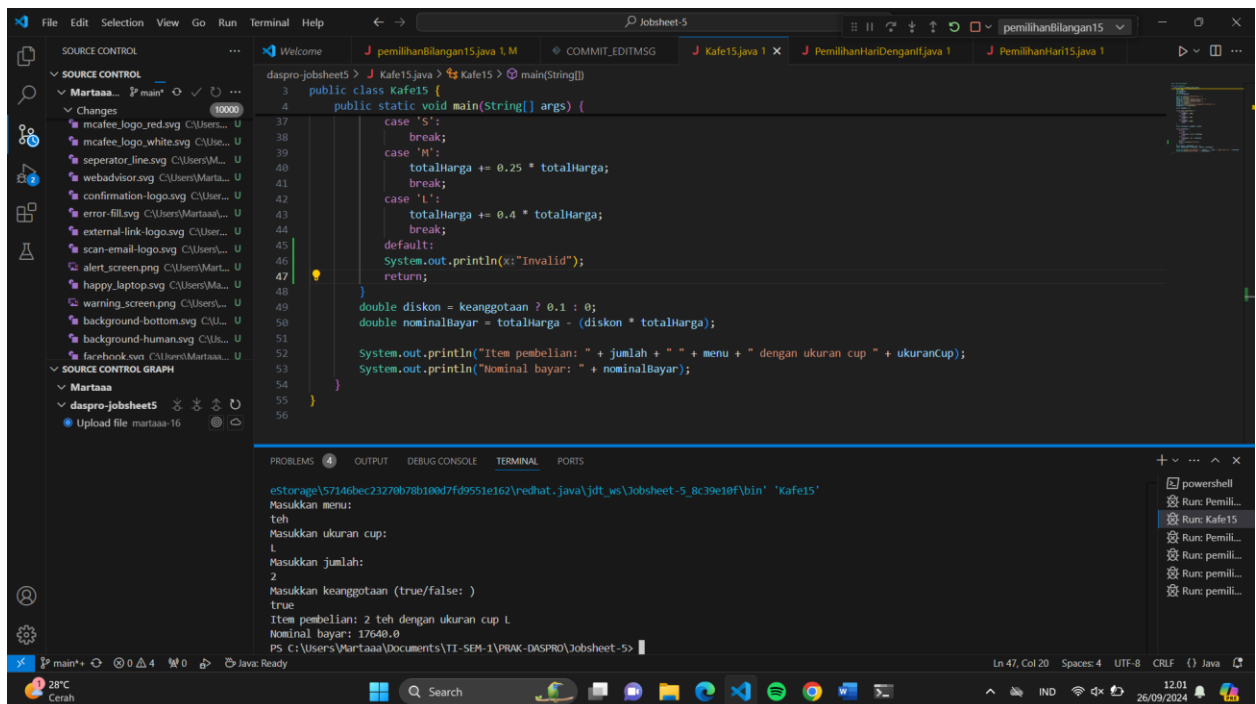 File Edit Selection View Go Run Terminal Help
Jobsheet-5
pemilihanBilangan15
SOURCE CONTROL
Welcome
pemilihanBilangan15.java 1, M
COMMIT_EDITMSG
Kafe15.java 1
PemilihanHariDenganIf.java 1
PemilihanHari15.java 1
SOURCE CONTROL
Martaaa... main*
Changes 10000
mcafee_logo_red.svg C:\Users... U
mcafee_logo_white.svg C:\Use... U
seperator_line.svg C:\Users\M... U
webadvisor.svg C:\Users\Marta... U
confirmation-logo.svg C:\User... U
error-fill.svg C:\Users\Martaaa\... U
external-link-logo.svg C:\User... U
scan-email-logo.svg C:\Users\... U
alert_screen.png C:\Users\Mart... U
happy_laptop.svg C:\Users\Ma... U
warning_screen.png C:\Users\... U
background-bottom.svg C:\U... U
background-human.svg C:\Us... U
facebook.svg C:\Users\Martaaa... U
SOURCE CONTROL GRAPH
Martaaa
daspro-jobsheet5
Upload file martaaa-16
daspro-jobsheet5 > Kafe15.java > Kafe15 > main(String[])
3 public class Kafe15 {
4 public static void main(String[] args) {
37 case 'S':
38 break;
39 case 'M':
40 totalHarga += 0.25 * totalHarga;
41 break;
42 case 'L':
43 totalHarga += 0.4 * totalHarga;
44 break;
45 default:
46 System.out.println(x:"Invalid");
47 return;
48 }
49 double diskon = keanggotaan ? 0.1 : 0;
50 double nominalBayar = totalHarga - (diskon * totalHarga);
51
52 System.out.println("Item pembelian: " + jumlah + " " + menu + " dengan ukuran cup " + ukuranCup);
53 System.out.println("Nominal bayar: " + nominalBayar);
54 }
55 }
56
PROBLEMS 4 OUTPUT DEBUG CONSOLE TERMINAL PORTS
eStorage\57146bec23270b78b100d7fd9551e162\redhat.java\jdt_ws\Jobsheet-5_8c39e10f\bin' 'Kafe15'
Masukkan menu:
teh
Masukkan ukuran cup:
L
Masukkan jumlah:
2
Masukkan keanggotaan (true/false: )
true
Item pembelian: 2 teh dengan ukuran cup L
Nominal bayar: 17640.0
PS C:\Users\Martaaa\Documents\TI-SEM-1\PRAK-DASPRO\Jobsheet-5>
powershell
Run: Pemili...
Run: Kafe15
Run: Pemili...
Run: pemili...
Run: pemili...
Run: pemili...
main*+ 0 4 0 Java: Ready
Ln 47, Col 20 Spaces: 4 UTF-8 CRLF {} Java
1
28°C
Cerah
Search
IND
12.01
26/09/2024